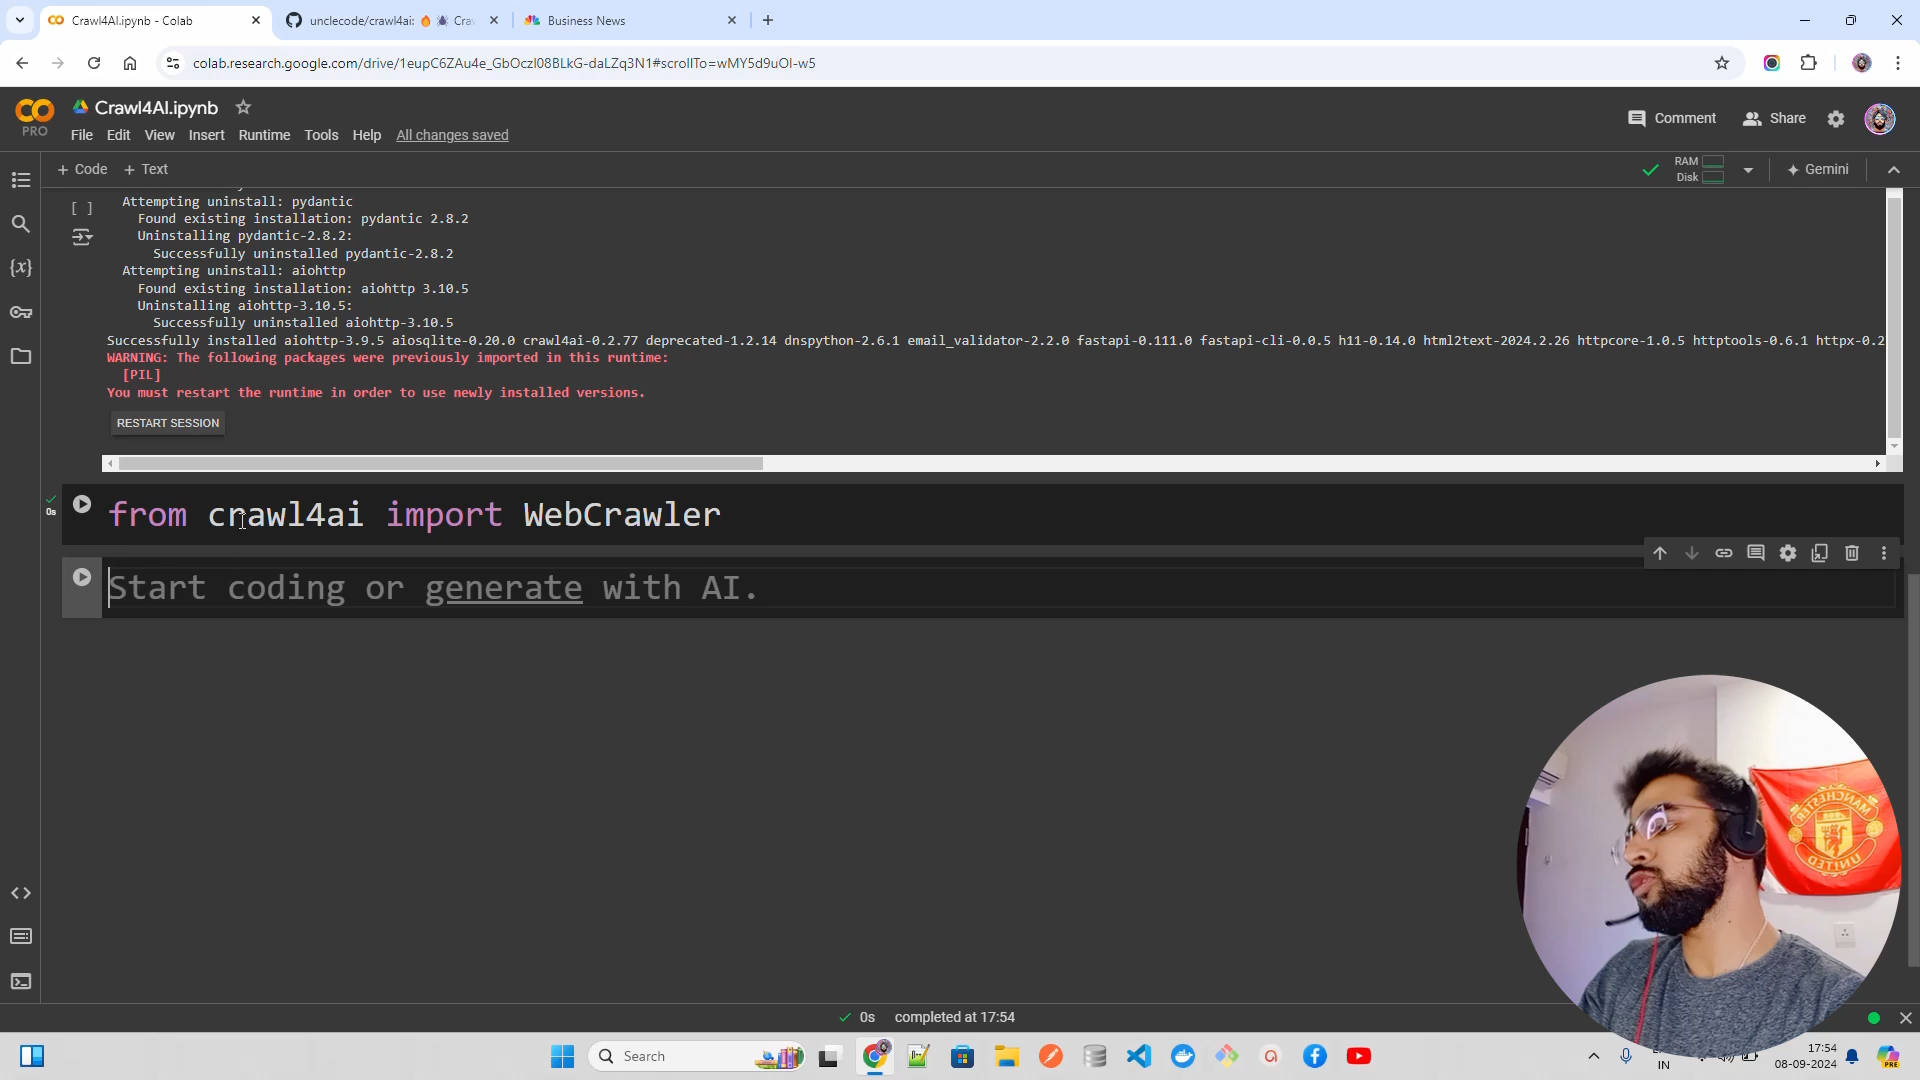 Crawl4AI.ipynb - Colab
unclecode/crawl4ai: 🔥 🕷 Craw
Business News
colab.research.google.com/drive/1eupC6ZAu4e_GbOczI08BLkG-daLZq3N1#scrollTo=wMY5d9uOI-w5
PRO
Crawl4AI.ipynb
File Edit View Insert Runtime Tools Help All changes saved
Comment
Share
+ Code + Text
RAM
Disk
Gemini
[ ]
Attempting uninstall: pydantic
Found existing installation: pydantic 2.8.2
Uninstalling pydantic-2.8.2:
Successfully uninstalled pydantic-2.8.2
Attempting uninstall: aiohttp
Found existing installation: aiohttp 3.10.5
Uninstalling aiohttp-3.10.5:
Successfully uninstalled aiohttp-3.10.5
Successfully installed aiohttp-3.9.5 aiosqlite-0.20.0 crawl4ai-0.2.77 deprecated-1.2.14 dnspython-2.6.1 email_validator-2.2.0 fastapi-0.111.0 fastapi-cli-0.0.5 h11-0.14.0 html2text-2024.2.26 httpcore-1.0.5 httptools-0.6.1 httpx-0.2
WARNING: The following packages were previously imported in this runtime:
[PIL]
You must restart the runtime in order to use newly installed versions.
RESTART SESSION
0s
from crawl4ai import WebCrawler
Start coding or generate with AI.
MANCHESTER
UNITED
0s completed at 17:54
Search
IN
17:54
08-09-2024
PRE